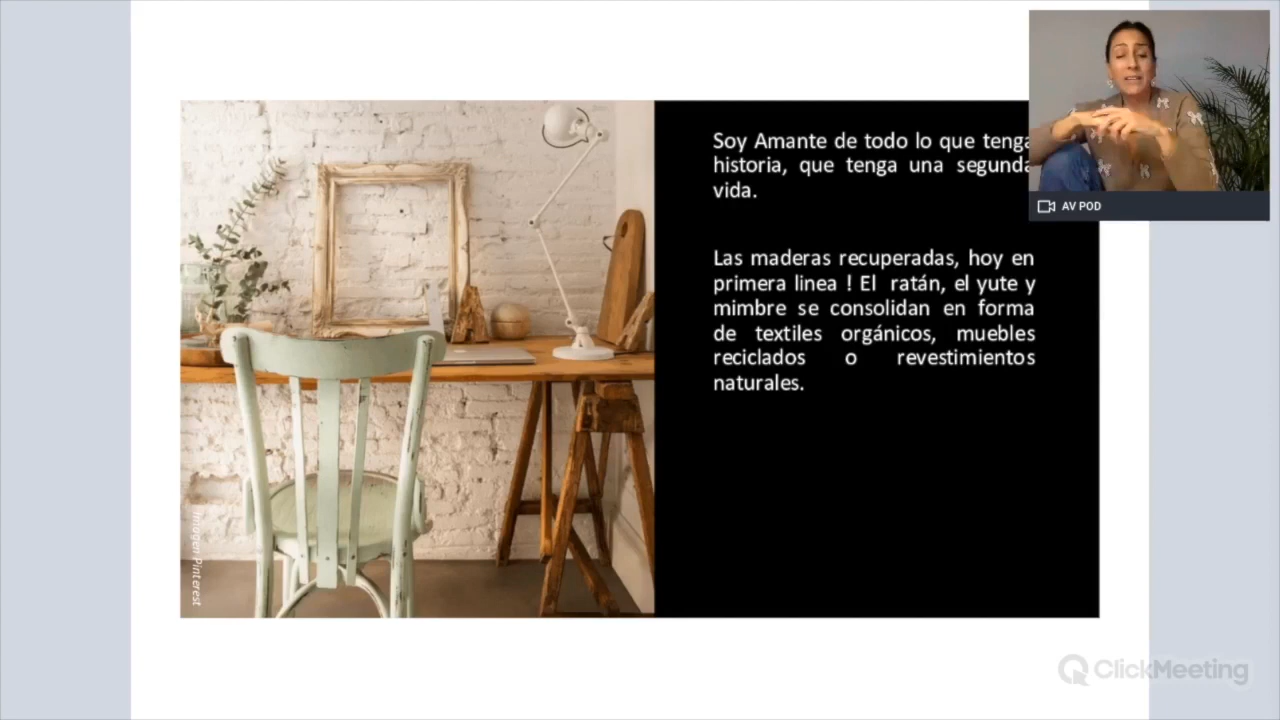 Soy Amante de todo lo que tenga
historia, que tenga una segunda
vida.
Las maderas recuperadas, hoy en
primera linea ! El ratán, el yute y
mimbre se consolidan en forma
de textiles orgánicos, muebles
reciclados o revestimientos
naturales.
Imagen Pinterest
AV POD
ClickMeeting